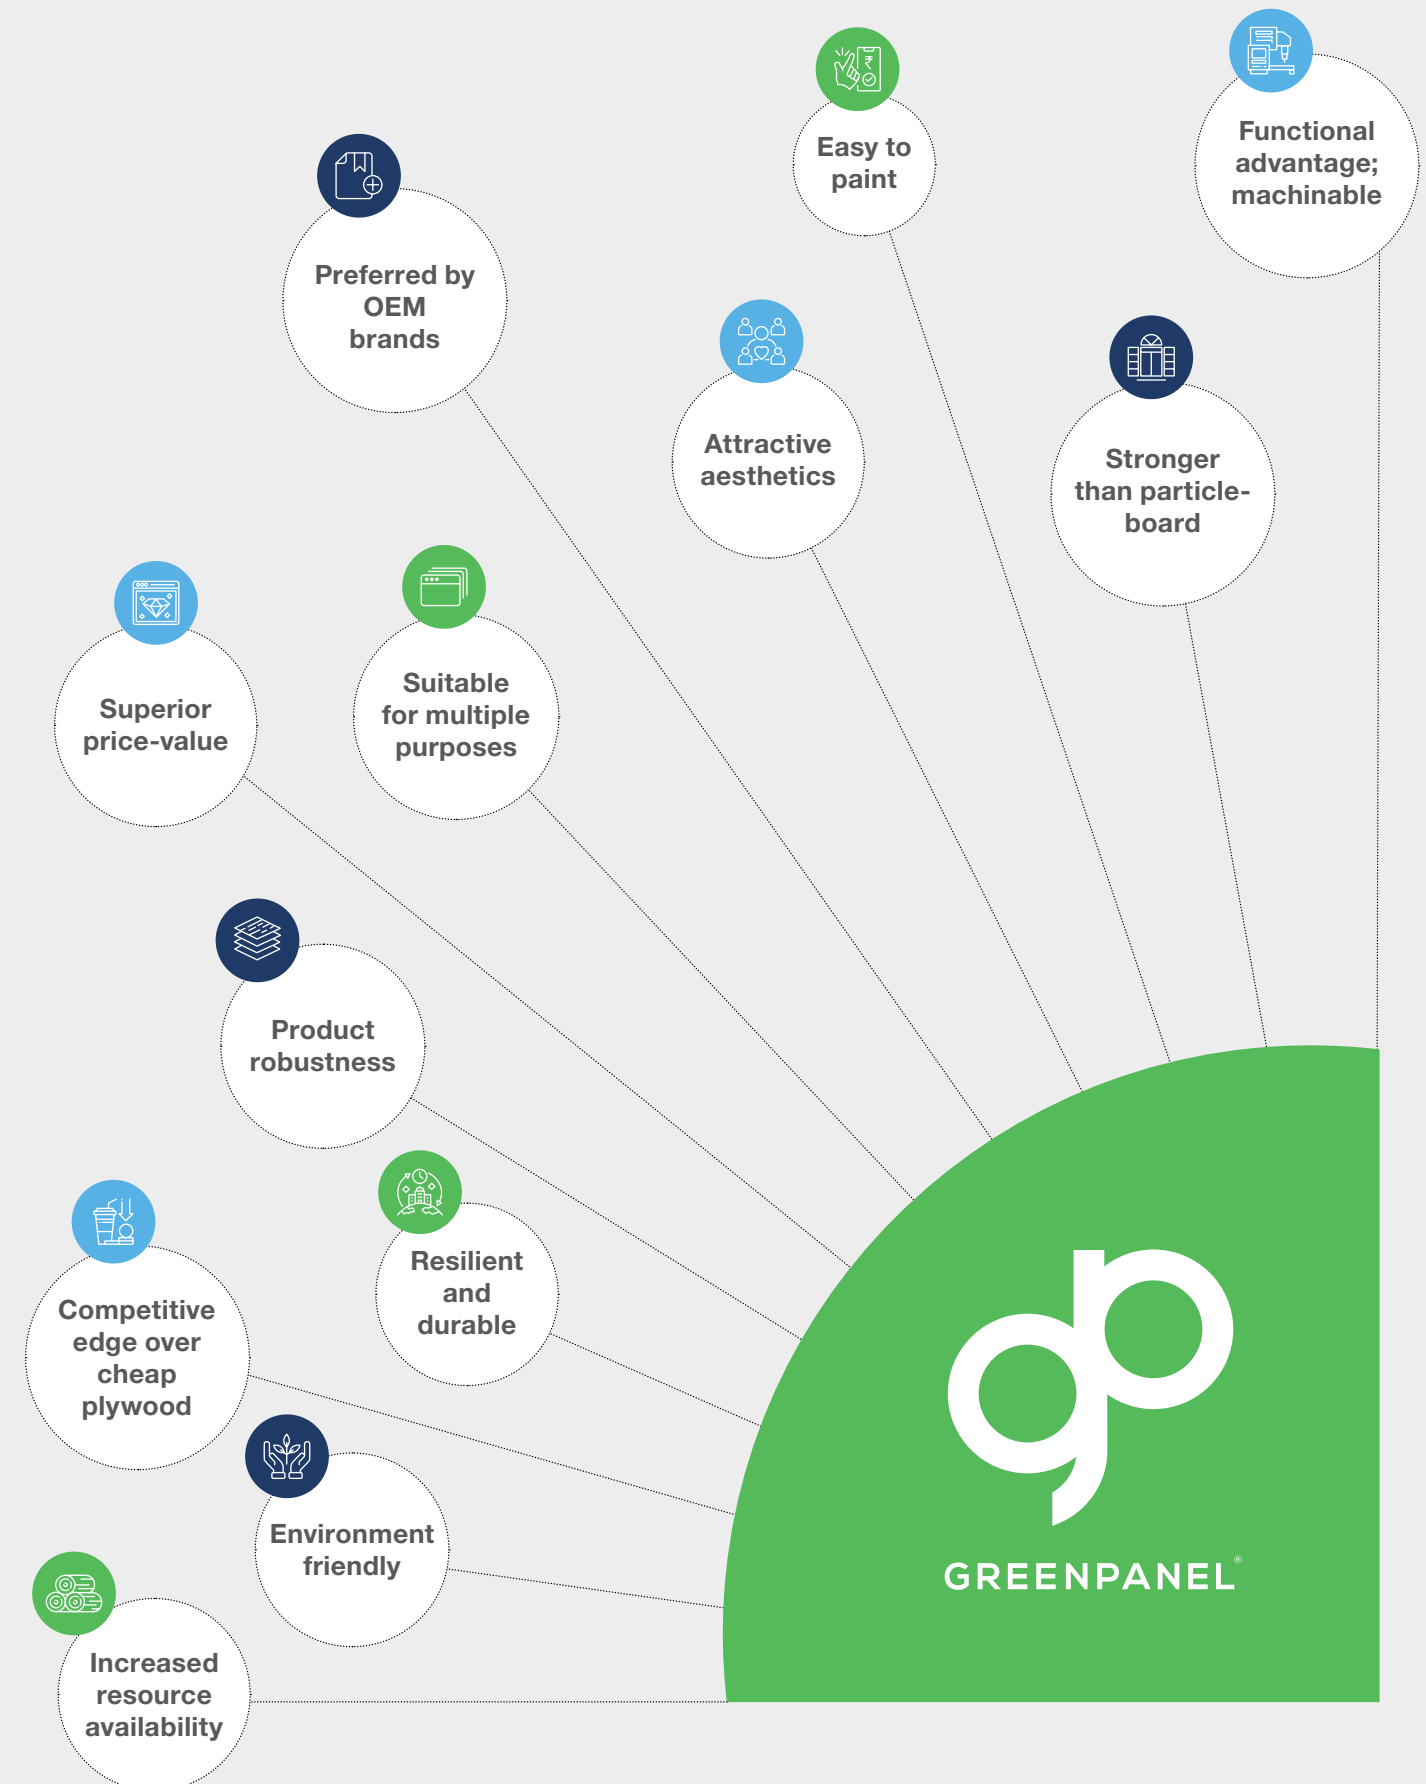 Easy to
paint
Functional
advantage;
machinable
Preferred by
OEM
brands
Attractive
aesthetics
Stronger
than particle-
board
Superior
price-value
Suitable
for multiple
purposes
Product
robustness
Resilient
and
durable
Competitive
edge over
cheap
plywood
Environment
friendly
Increased
resource
availability
gp
GREENPANEL®